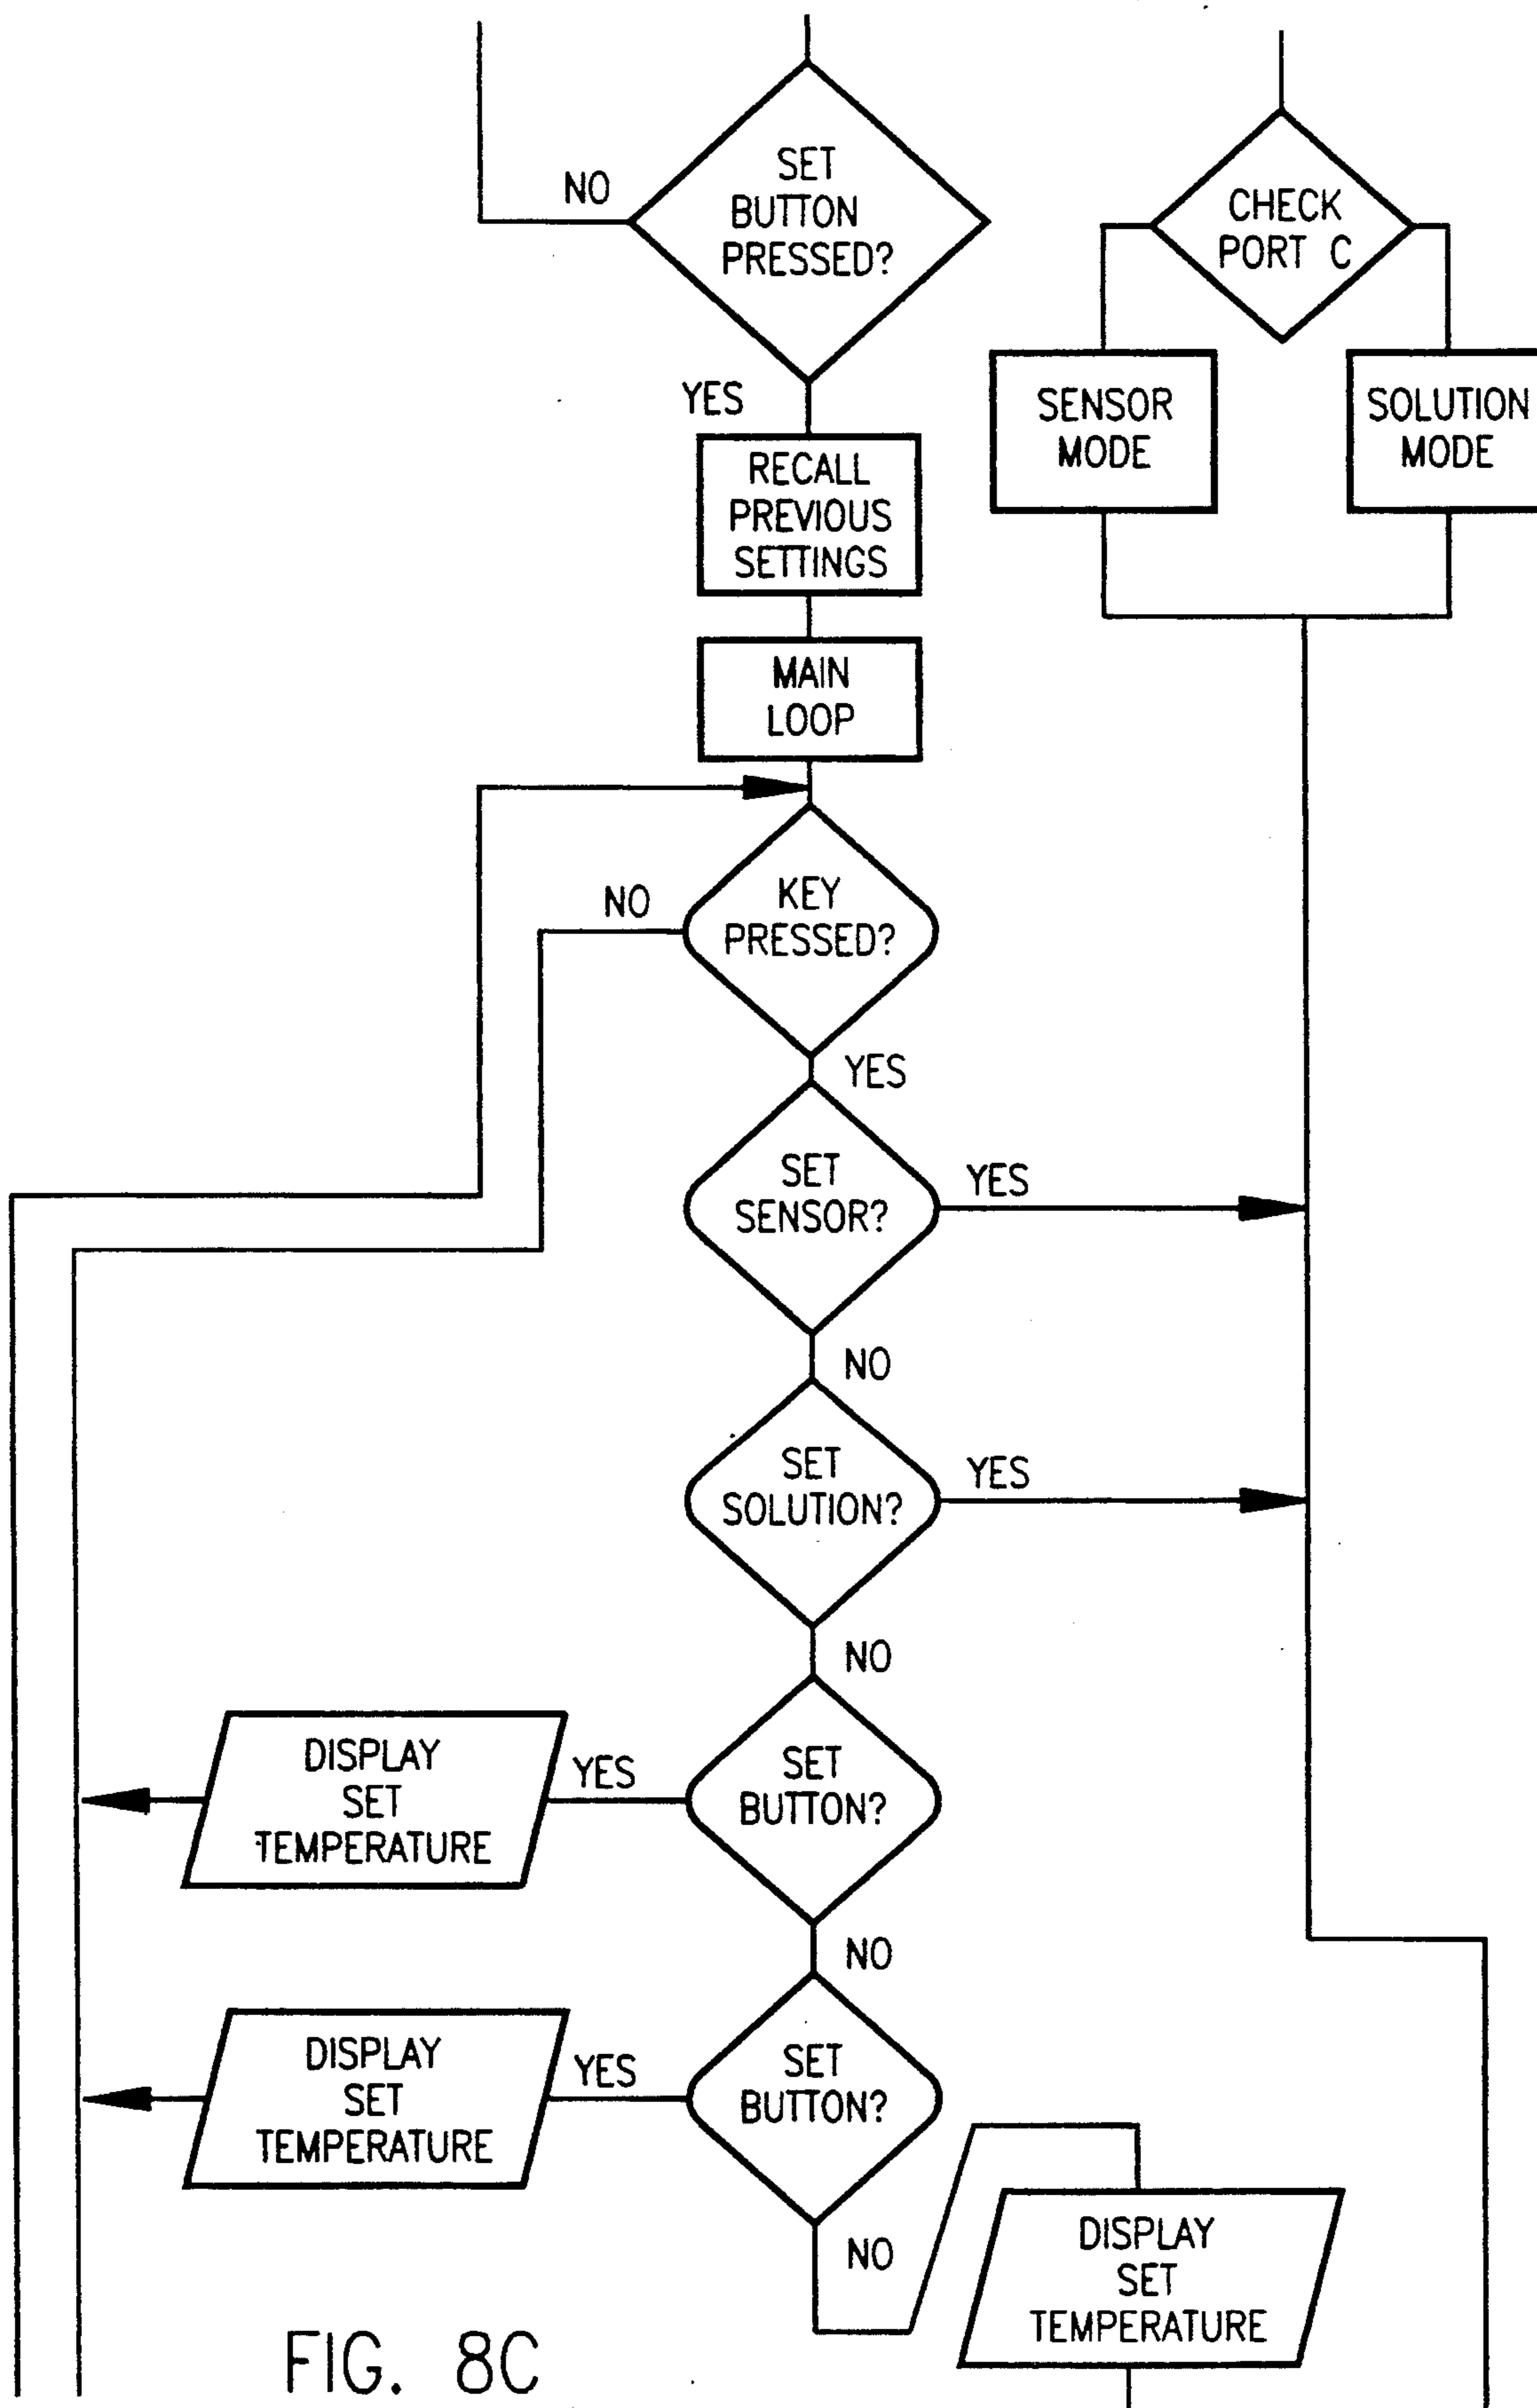 SET
BUTTON
PRESSED?
NO
YES
CHECK
PORT C
SENSOR
MODE
SOLUTION
MODE
RECALL
PREVIOUS
SETTINGS
MAIN
LOOP
KEY
PRESSED?
NO
YES
SET
SENSOR?
YES
NO
SET
SOLUTION?
YES
NO
SET
BUTTON?
YES
DISPLAY
SET
TEMPERATURE
NO
SET
BUTTON?
YES
DISPLAY
SET
TEMPERATURE
NO
DISPLAY
SET
TEMPERATURE
FIG. 8C